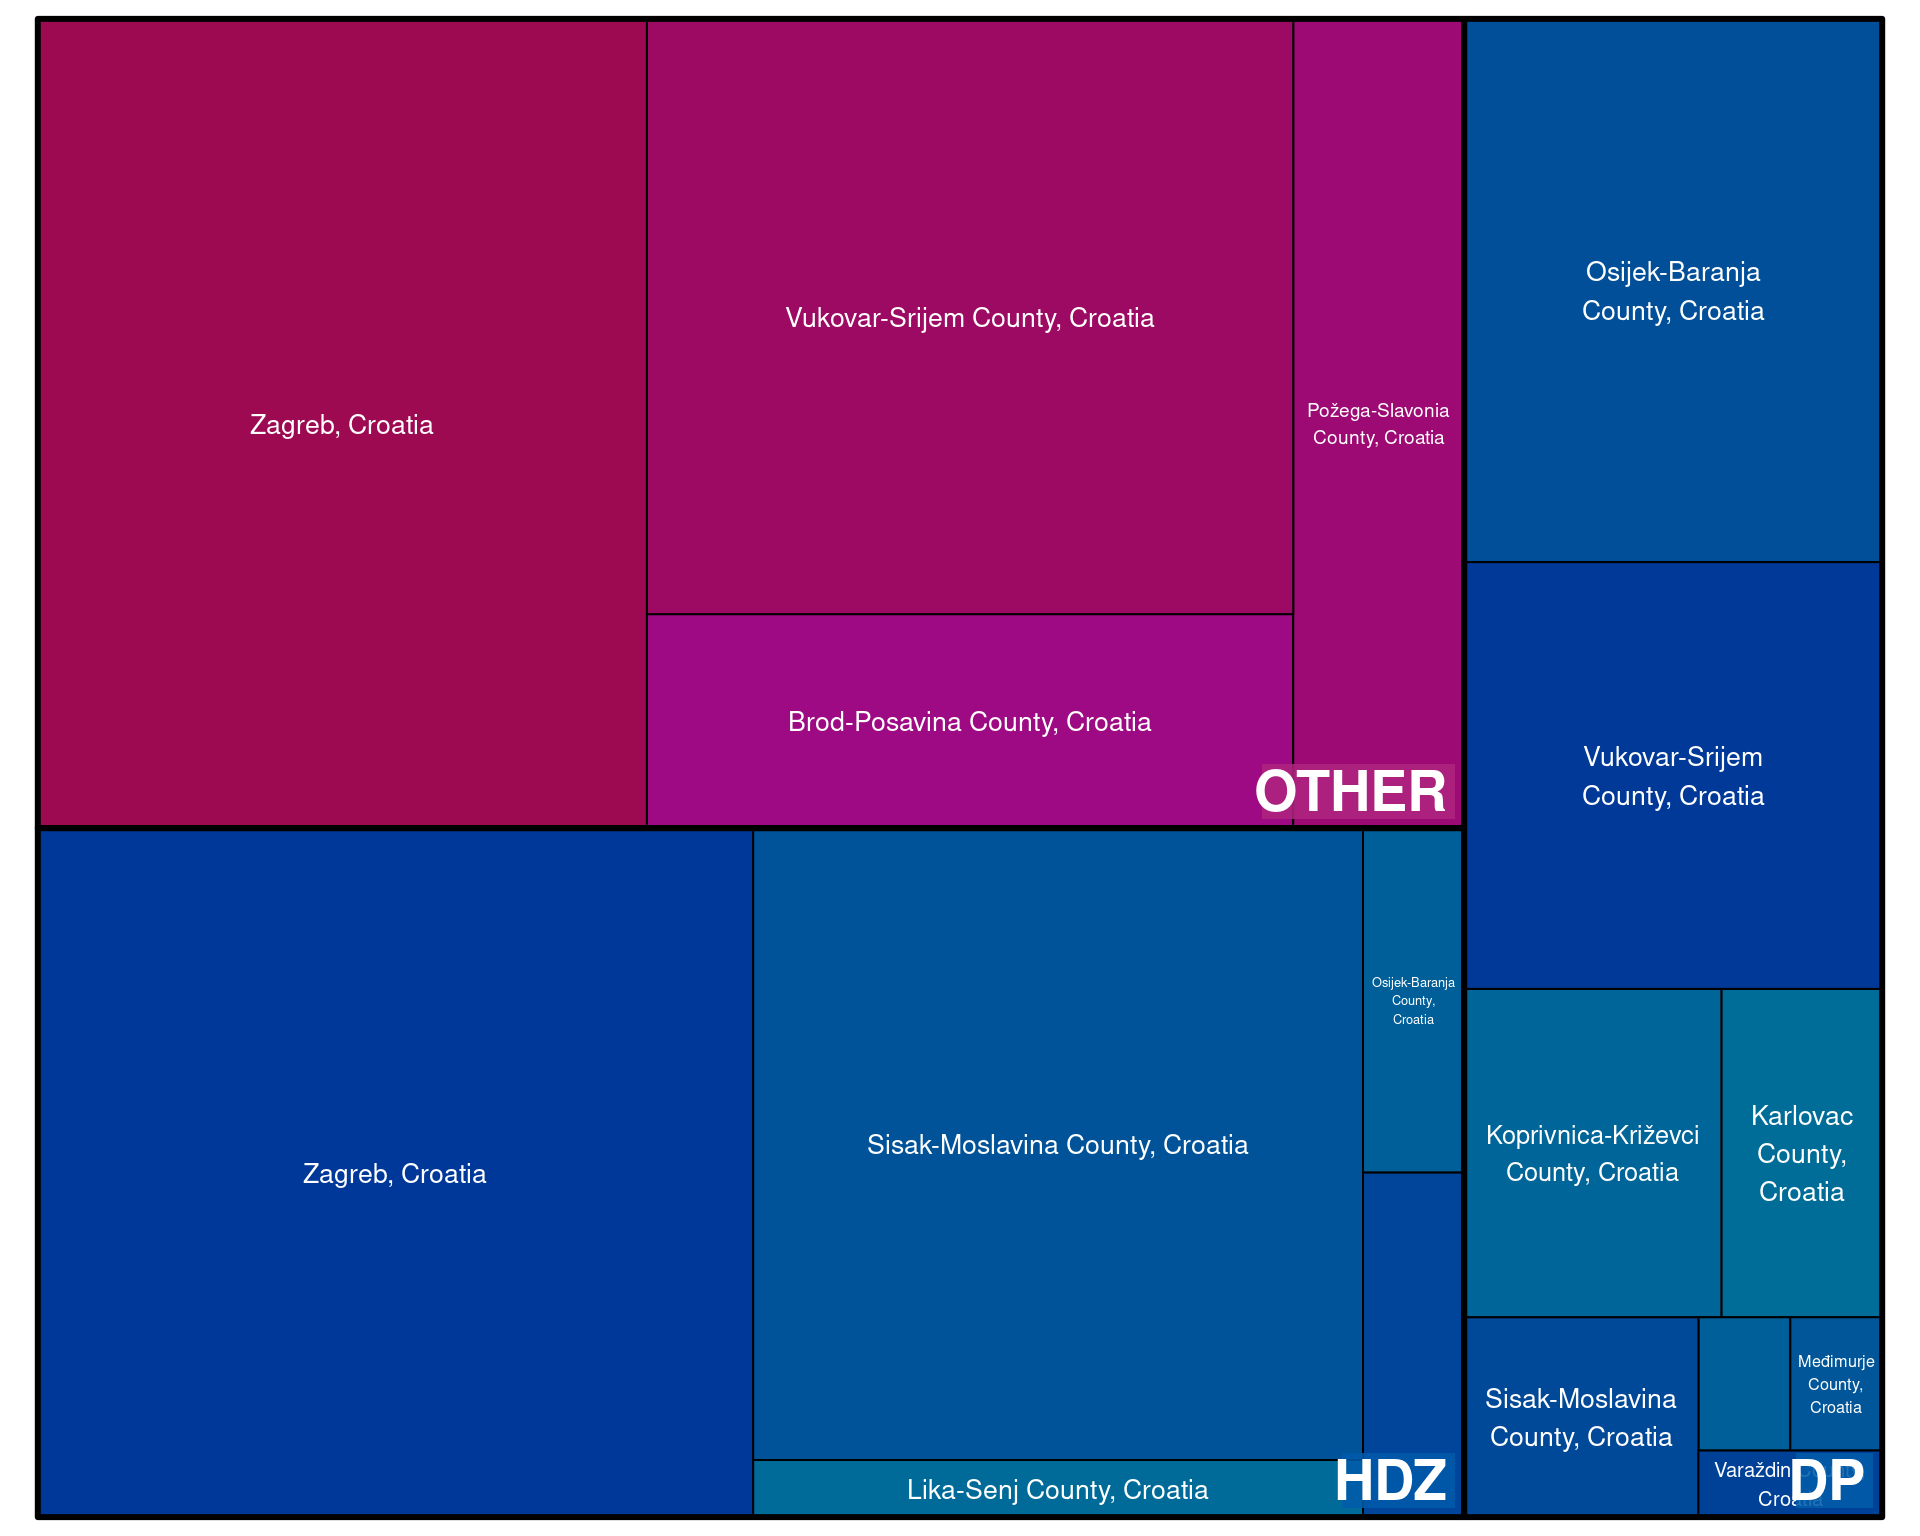 Zagreb, Croatia
Vukovar-Srijem County, Croatia
Požega-Slavonia
County, Croatia
Brod-Posavina County, Croatia
OTHER
Osijek-Baranja
County, Croatia
Vukovar-Srijem
County, Croatia
Zagreb, Croatia
Sisak-Moslavina County, Croatia
Osijek-Baranja
County,
Croatia
Lika-Senj County, Croatia
HDZ
Koprivnica-Križevci
County, Croatia
Karlovac
County,
Croatia
Sisak-Moslavina
County, Croatia
Međimurje
County,
Croatia
Varaždin
Croatia
DP